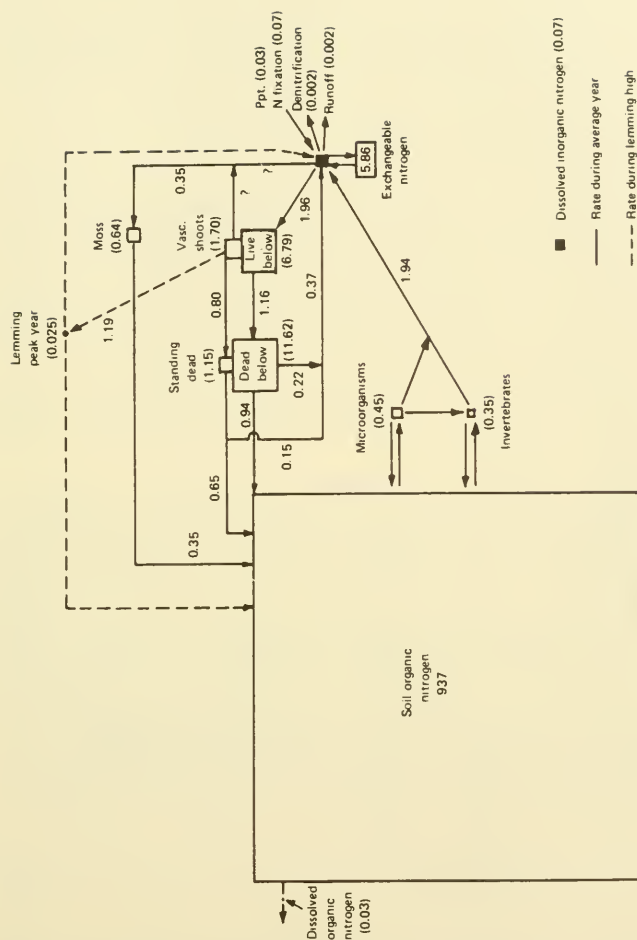 Lemming
peak year
(0.025)
Moss
(0.64)
0.35
1.19
Ppt. (0.03)
N fixation (0.07)
Denitrification
(0.002)
Runoff (0.002)
Vasc.
shoots
(1.70)
?
?
5.86
Exchangeable
nitrogen
Live
below
(6.79)
1.96
0.80
1.16
Standing
dead
(1.15)
Dead
below
(11.62)
0.22
0.37
0.94
0.15
0.65
0.35
1.94
Microorganisms
(0.45)
(0.35)
Invertebrates
Soil organic
nitrogen
937
Dissolved
organic
nitrogen
(0.03)
Dissolved inorganic nitrogen (0.07)
Rate during average year
Rate during lemming high